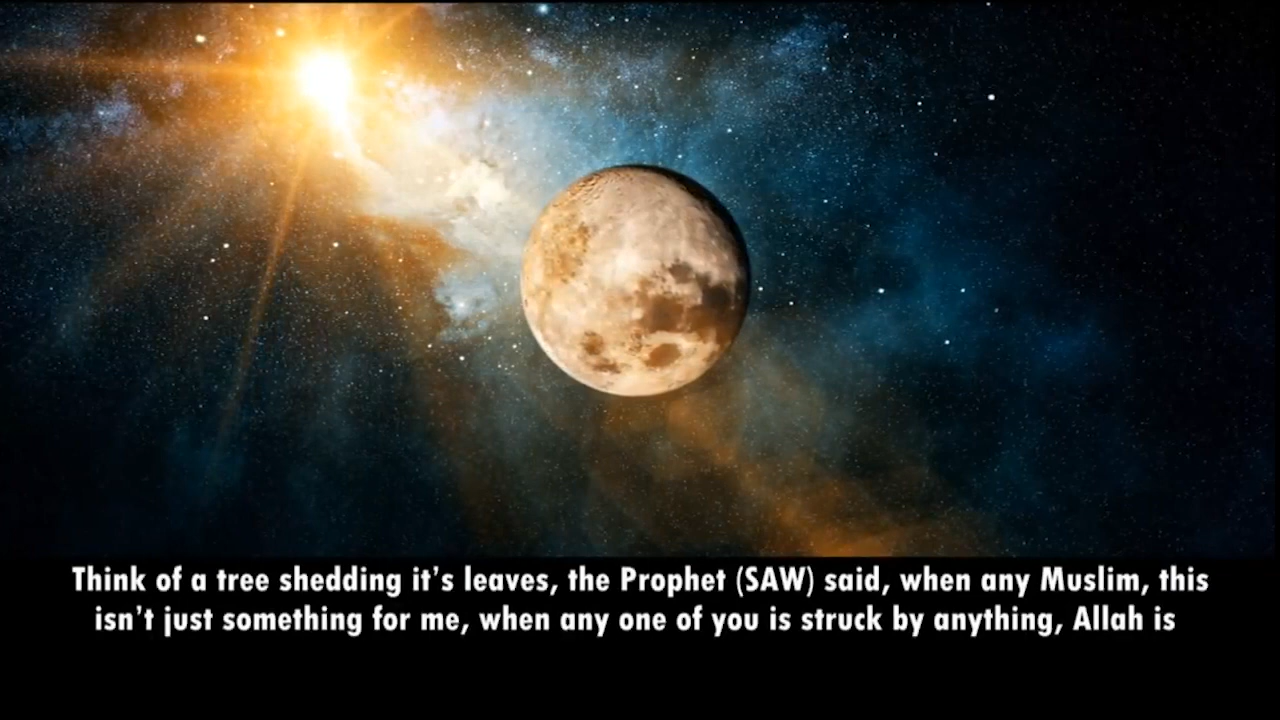 Think of a tree shedding it’s leaves, the Prophet (SAW) said, when any Muslim, this
isn’t just something for me, when any one of you is struck by anything, Allah is